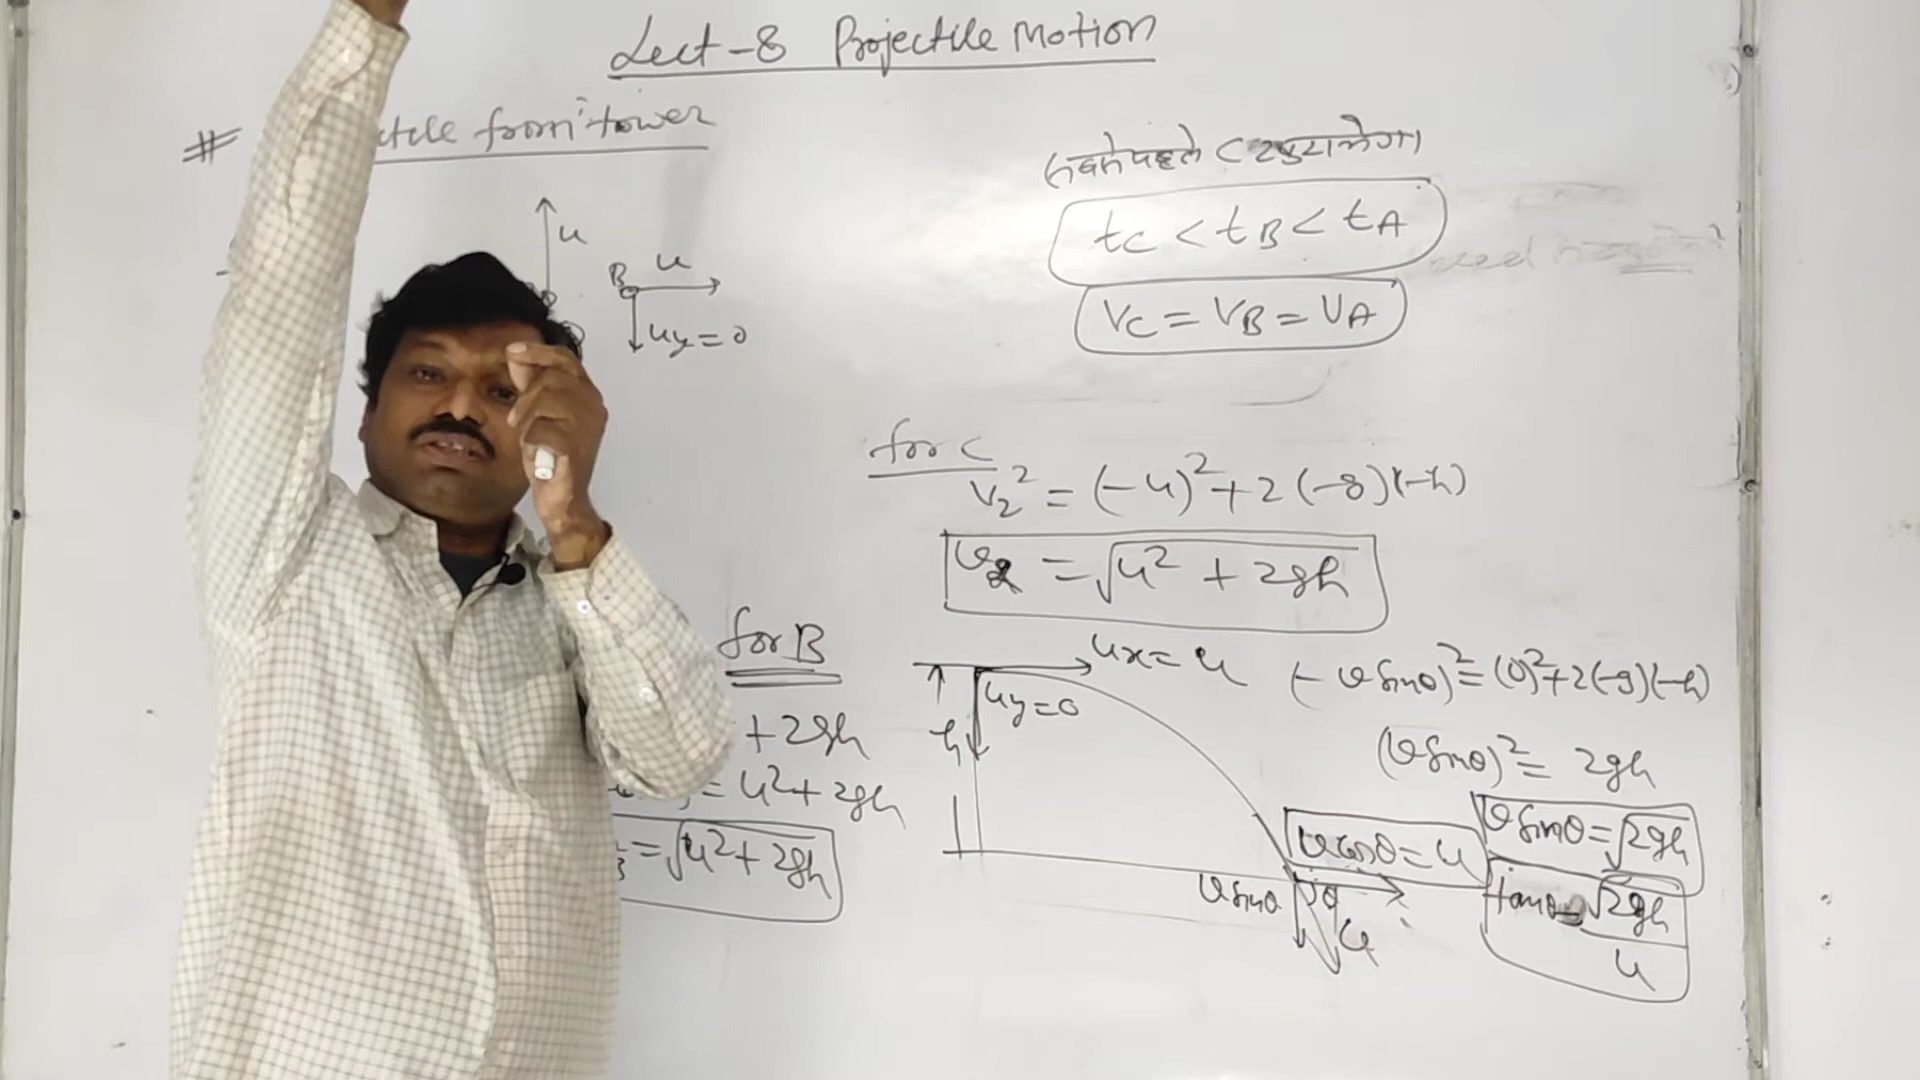 Lect-8 Projectile Motion
# ctile from tower
सबसे पहले C टकरायेगा।
tC < tB < tA
VC = VB = VA
u
B u
uy = 0
for C
V2² = (-u)² + 2(-g)(-h)
v2 = √u² + 2gh
for B
+ 2gh
= u² + 2gh
B = √u² + 2gh
ux = u
uy = 0
h
(-v sinθ)² = (0)² + 2(-g)(-h)
(v sinθ)² = 2gh
v sinθ = √2gh
v cosθ = u
tanθ = √2gh / u
v sinθ θ